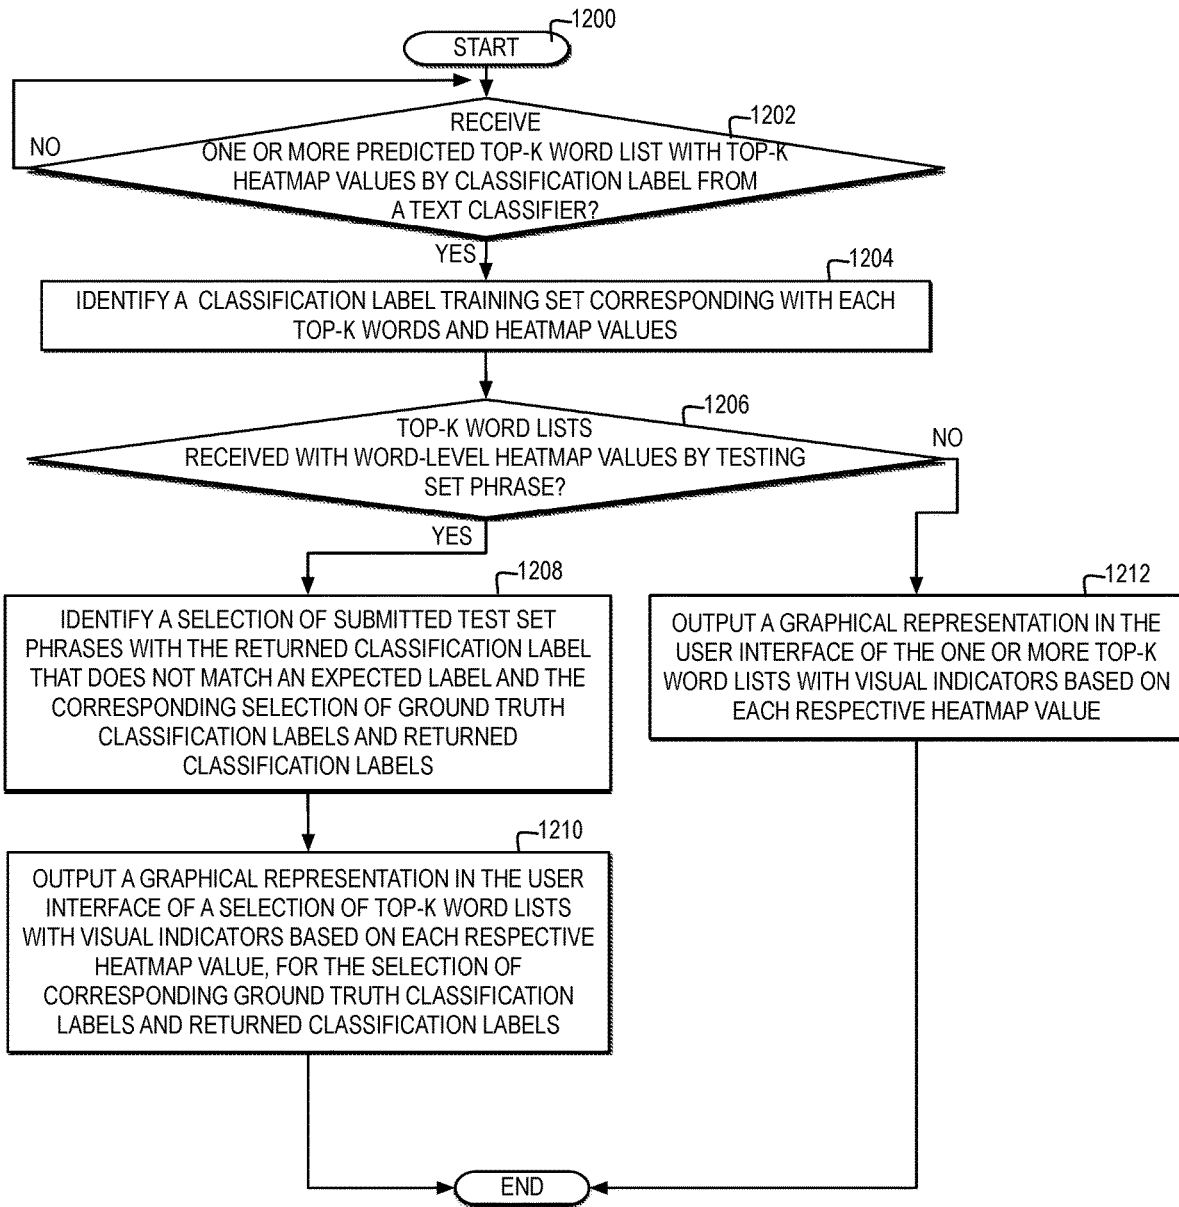 1200
START
1202
RECEIVE
NO
ONE OR MORE PREDICTED TOP-K WORD LIST WITH TOP-K
HEATMAP VALUES BY CLASSIFICATION LABEL FROM
A TEXT CLASSIFIER?
YES
1204
IDENTIFY A CLASSIFICATION LABEL TRAINING SET CORRESPONDING WITH EACH
TOP-K WORDS AND HEATMAP VALUES
1206
TOP-K WORD LISTS
RECEIVED WITH WORD-LEVEL HEATMAP VALUES BY TESTING
SET PHRASE?
NO
YES
1208
IDENTIFY A SELECTION OF SUBMITTED TEST SET
PHRASES WITH THE RETURNED CLASSIFICATION LABEL
THAT DOES NOT MATCH AN EXPECTED LABEL AND THE
CORRESPONDING SELECTION OF GROUND TRUTH
CLASSIFICATION LABELS AND RETURNED
CLASSIFICATION LABELS
1212
OUTPUT A GRAPHICAL REPRESENTATION IN THE
USER INTERFACE OF THE ONE OR MORE TOP-K
WORD LISTS WITH VISUAL INDICATORS BASED ON
EACH RESPECTIVE HEATMAP VALUE
1210
OUTPUT A GRAPHICAL REPRESENTATION IN THE USER
INTERFACE OF A SELECTION OF TOP-K WORD LISTS
WITH VISUAL INDICATORS BASED ON EACH RESPECTIVE
HEATMAP VALUE, FOR THE SELECTION OF
CORRESPONDING GROUND TRUTH CLASSIFICATION
LABELS AND RETURNED CLASSIFICATION LABELS
END